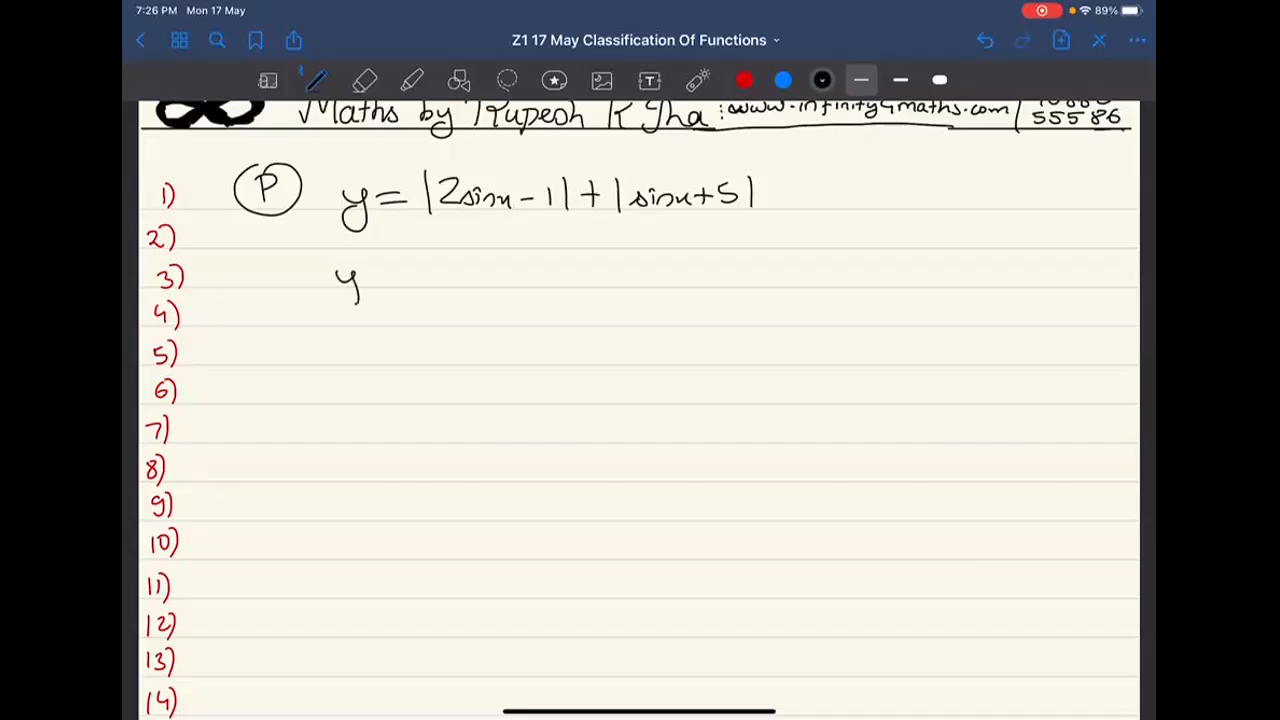 7:26 PM Mon 17 May
89%
Z1 17 May Classification Of Functions
Maths by Rupesh K Jha : www.infinity4maths.com
55586
1) P y = |2sinx - 1| + |sinx + 5|
2)
3) y
4)
5)
6)
7)
8)
9)
10)
11)
12)
13)
14)